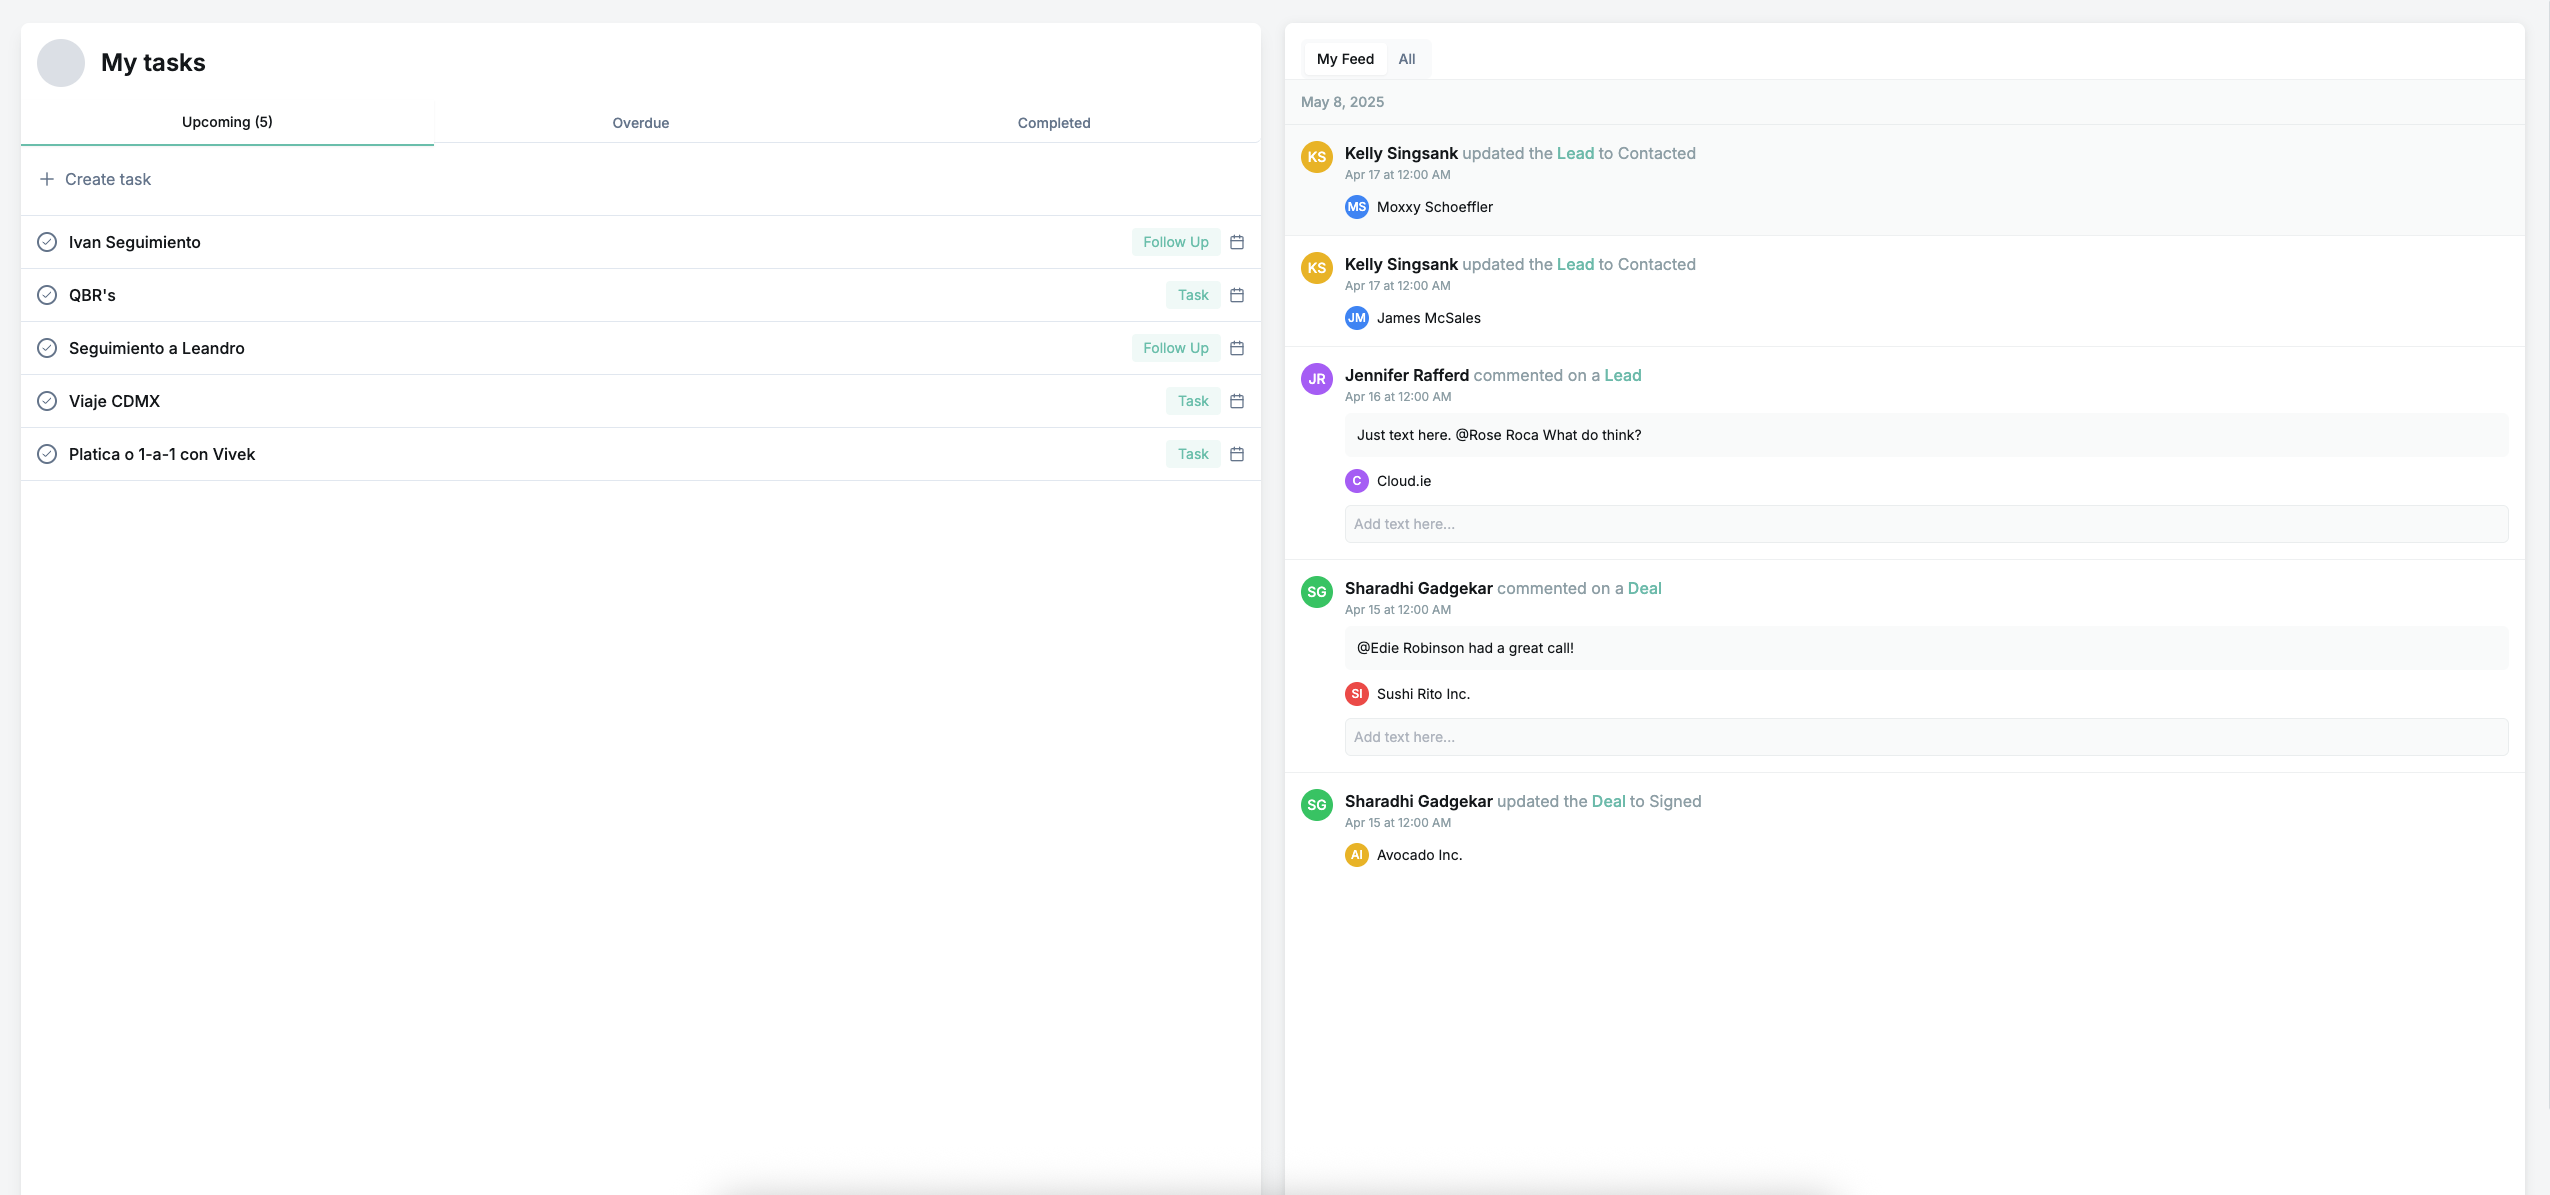 My tasks
Upcoming (5)
Overdue
Completed
Create task
Ivan Seguimiento
Follow Up
QBR's
Task
Seguimiento a Leandro
Follow Up
Viaje CDMX
Task
Platica o 1-a-1 con Vivek
Task
My Feed
All
May 8, 2025
KS
Kelly Singsank updated the Lead to Contacted
Apr 17 at 12:00 AM
MS
Moxxy Schoeffler
KS
Kelly Singsank updated the Lead to Contacted
Apr 17 at 12:00 AM
JM
James McSales
JR
Jennifer Rafferd commented on a Lead
Apr 16 at 12:00 AM
Just text here. @Rose Roca What do think?
C
Cloud.ie
Add text here...
SG
Sharadhi Gadgekar commented on a Deal
Apr 15 at 12:00 AM
@Edie Robinson had a great call!
SI
Sushi Rito Inc.
Add text here...
SG
Sharadhi Gadgekar updated the Deal to Signed
Apr 15 at 12:00 AM
AI
Avocado Inc.